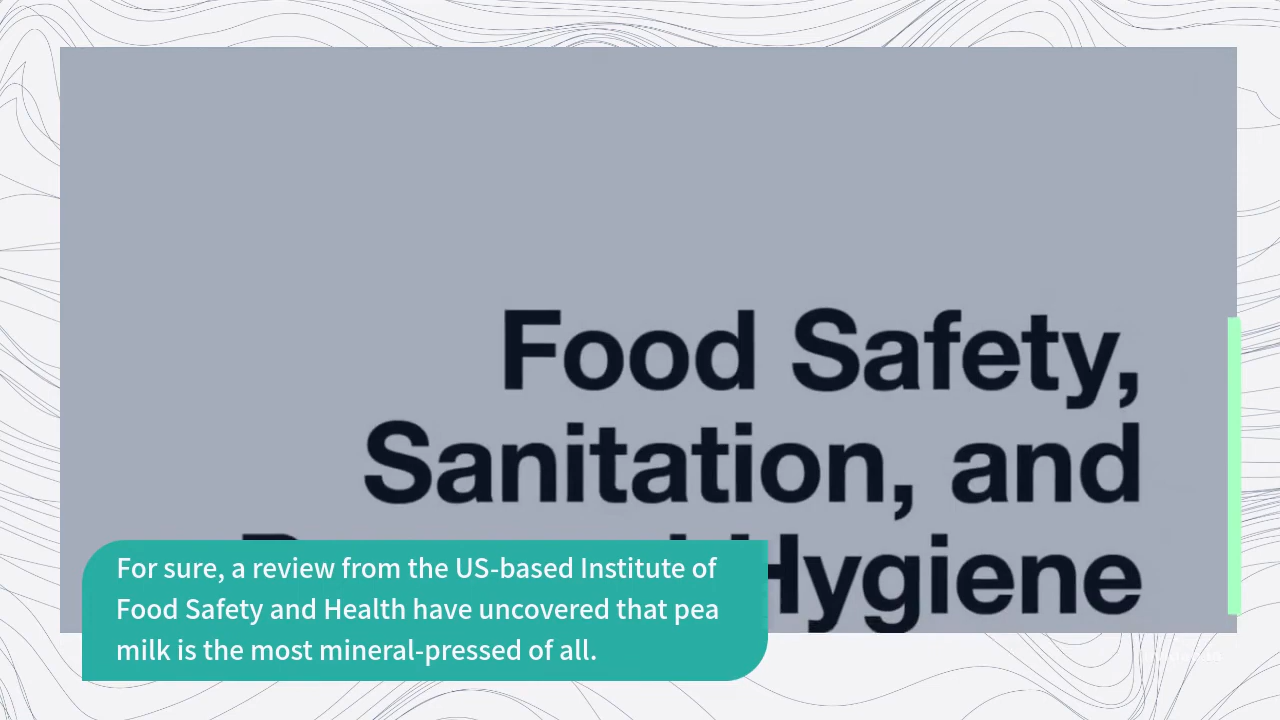 Food Safety,
Sanitation, and
Hygiene
For sure, a review from the US-based Institute of
Food Safety and Health have uncovered that pea
milk is the most mineral-pressed of all.